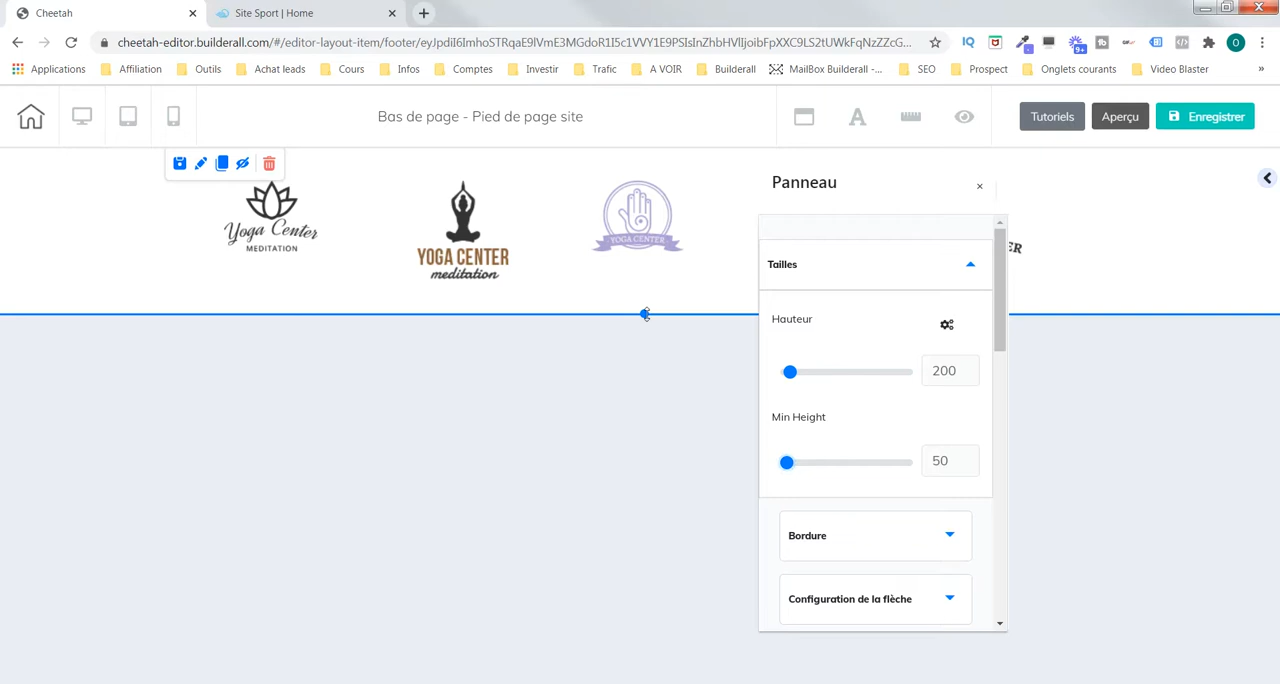 Cheetah
Site Sport | Home
cheetah-editor.builderall.com/#/editor-layout-item/footer/
Applications
Affiliation
Outils
Achat leads
Cours
Infos
Comptes
Investir
Trafic
A VOIR
Builderall
MailBox Builderall -...
SEO
Prospect
Onglets courants
Video Blaster
»
Bas de page - Pied de page site
Tutoriels
Aperçu
Enregistrer
Yoga Center
MEDITATION
YOGA CENTER
meditation
YOGA CENTER
Panneau
Tailles
Hauteur
200
Min Height
50
Bordure
Configuration de la flèche